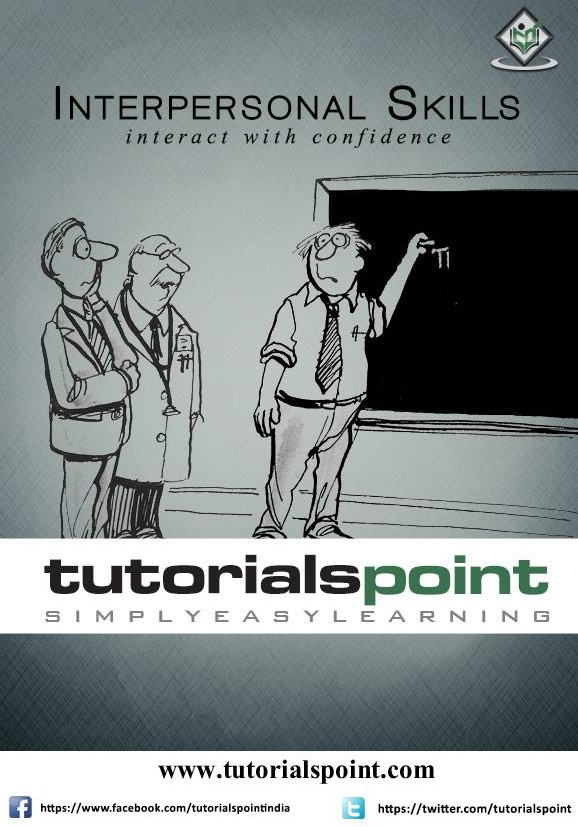 INTERPERSONAL SKILLS
interact with confidence
tutorialspoint
SIMPLYEASYLEARNING
www.tutorialspoint.com
https://www.facebook.com/tutorialspointindia
https://twitter.com/tutorialspoint